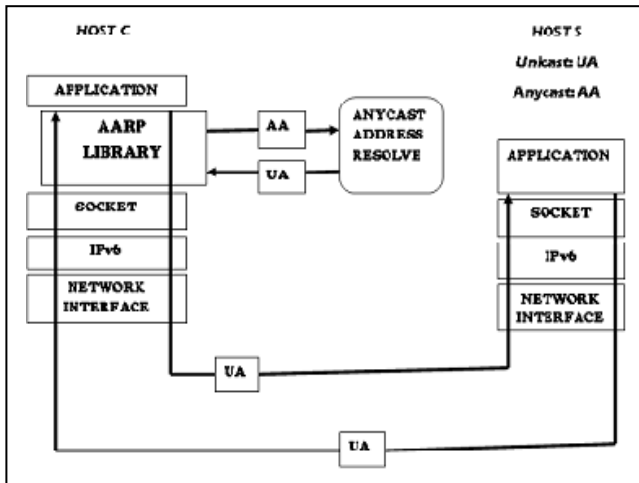 HOST C
APPLICATION
AARP
LIBRARY
SOCKET
IPv6
NETWORK
INTERFACE
AA
UA
ANYCAST
ADDRESS
RESOLVE
HOST S
Unicast: UA
Anycast: AA
APPLICATION
SOCKET
IPv6
NETWORK
INTERFACE
UA
UA